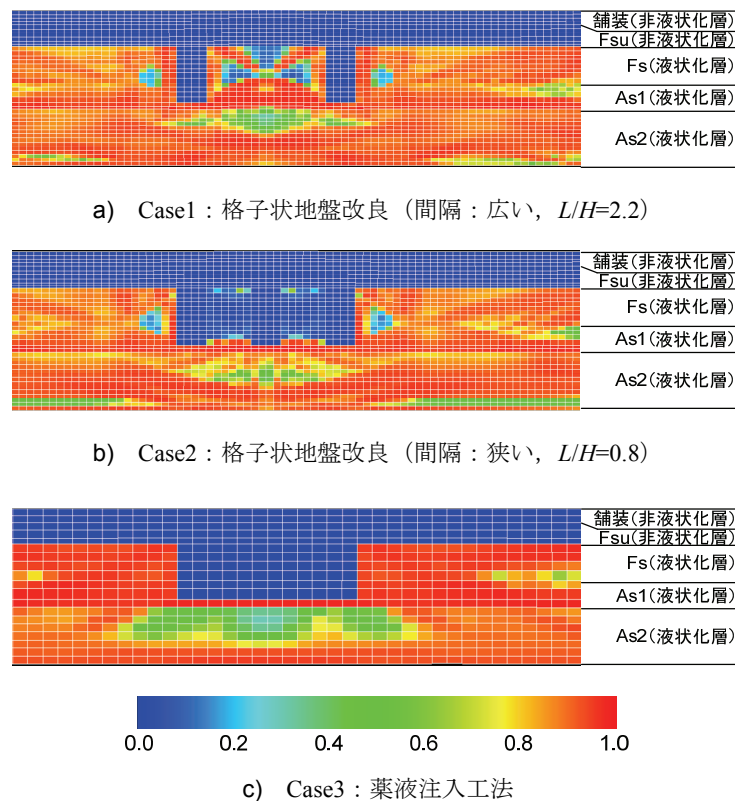 舗装(非液状化層)
Fsu(非液状化層)
Fs(液状化層)
As1(液状化層)
As2(液状化層)
a) Case1：格子状地盤改良（間隔：広い，L/H=2.2）
舗装(非液状化層)
Fsu(非液状化層)
Fs(液状化層)
As1(液状化層)
As2(液状化層)
b) Case2：格子状地盤改良（間隔：狭い，L/H=0.8）
舗装(非液状化層)
Fsu(非液状化層)
Fs(液状化層)
As1(液状化層)
As2(液状化層)
0.0 0.2 0.4 0.6 0.8 1.0
c) Case3：薬液注入工法